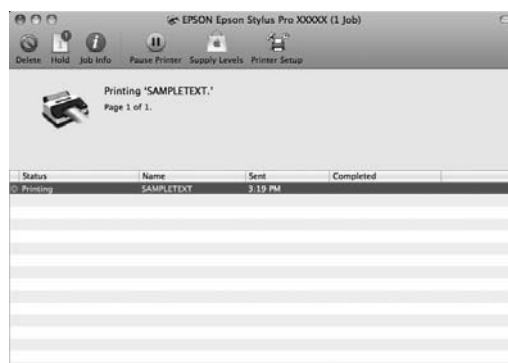 EPSON Epson Stylus Pro XXXXX (1 Job)
Delete Hold Job Info Pause Printer Supply Levels Printer Setup
Printing 'SAMPLETEXT.'
Page 1 of 1.
Status Name Sent Completed
Printing SAMPLETEXT 3:19 PM